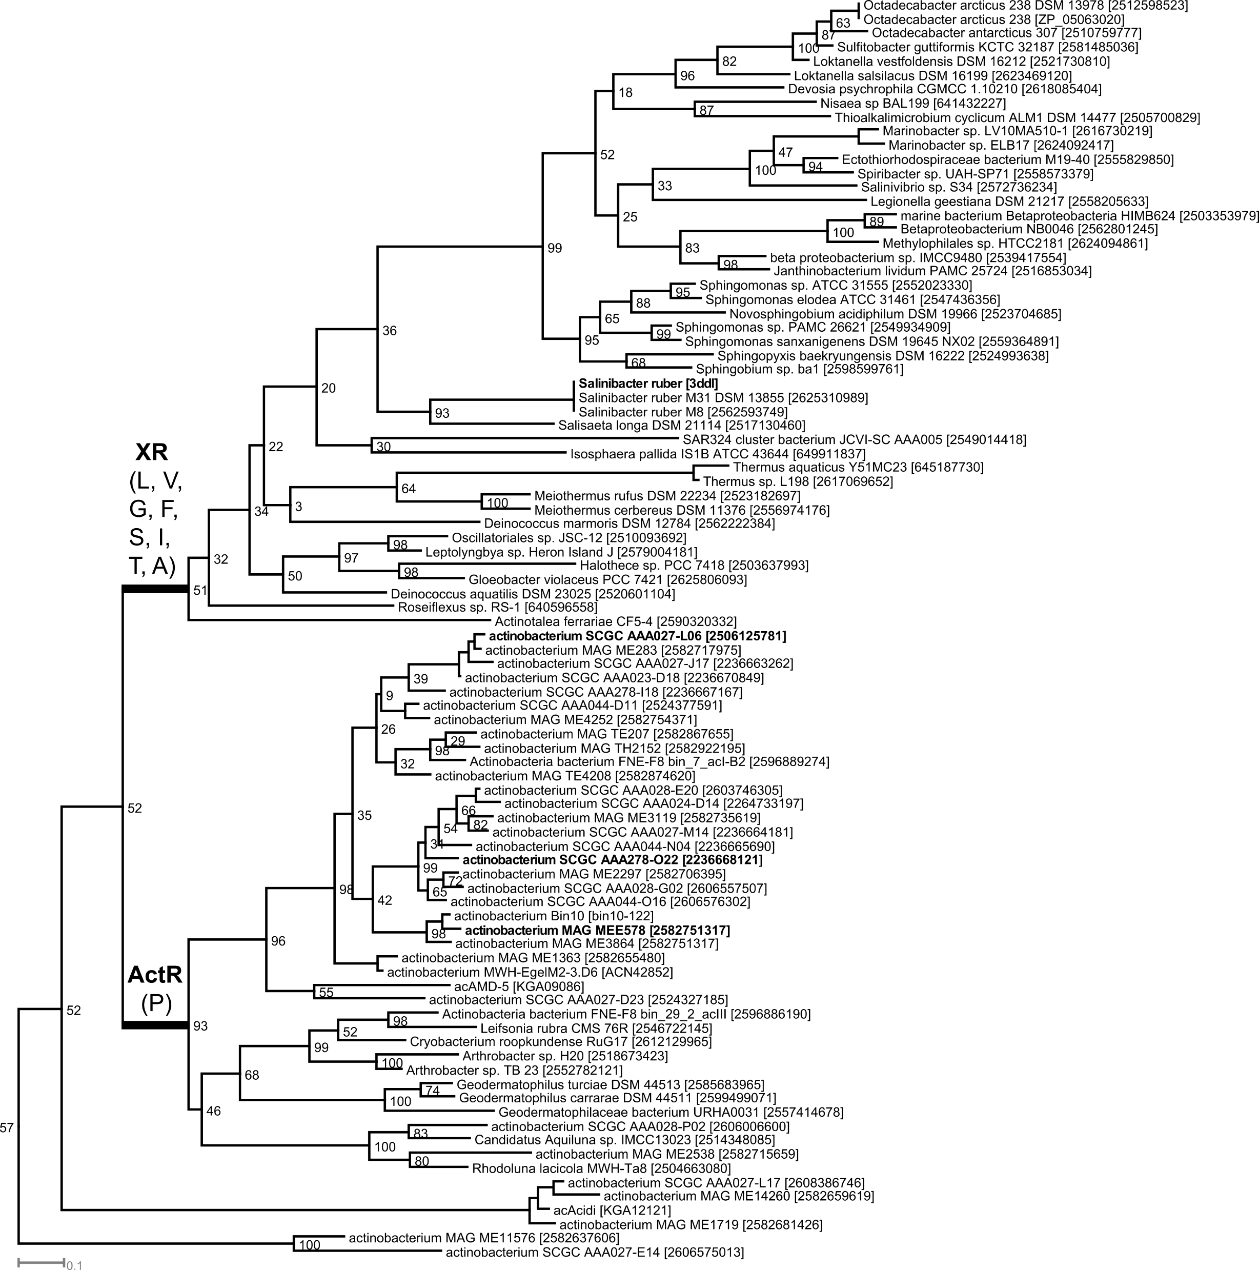 Octadecabacter arcticus 238 DSM 13978 [2512598523]
63
Octadecabacter arcticus 238 [ZP_05063020]
87
Octadecabacter antarcticus 307 [2510759777]
100
Sulfitobacter guttiformis KCTC 32187 [2581485036]
82
Loktanella vestfoldensis DSM 16212 [2521730810]
96
Loktanella salsilacus DSM 16199 [2623469120]
18
Devosia psychrophila CGMCC 1.10210 [2618085404]
Nisaea sp BAL199 [641432227]
87
Thioalkalimicrobium cyclicum ALM1 DSM 14477 [2505700829]
Marinobacter sp. LV10MA510-1 [2616730219]
52
47
Marinobacter sp. ELB17 [2624092417]
Ectothiorhodospiraceae bacterium M19-40 [2555829850]
100
94
Spiribacter sp. UAH-SP71 [2558573379]
33
Salinivibrio sp. S34 [2572736234]
Legionella geestiana DSM 21217 [2558205633]
25
marine bacterium Betaproteobacteria HIMB624 [2503353979]
89
100
Betaproteobacterium NB0046 [2562801245]
99
83
Methylophilales sp. HTCC2181 [2624094861]
beta proteobacterium sp. IMCC9480 [2539417554]
98
Janthinobacterium lividum PAMC 25724 [2516853034]
Sphingomonas sp. ATCC 31555 [2552023330]
95
88
Sphingomonas elodea ATCC 31461 [2547436356]
65
Novosphingobium acidiphilum DSM 19966 [2523704685]
36
Sphingomonas sp. PAMC 26621 [2549934909]
99
95
Sphingomonas sanxanigenens DSM 19645 NX02 [2559364891]
Sphingopyxis baekryungensis DSM 16222 [2524993638]
68
Sphingobium sp. ba1 [2598599761]
20
Salinibacter ruber [3ddl]
Salinibacter ruber M31 DSM 13855 [2625310989]
93
Salinibacter ruber M8 [2562593749]
Salisaeta longa DSM 21114 [2517130460]
22
SAR324 cluster bacterium JCVI-SC AAA005 [2549014418]
30
Isosphaera pallida IS1B ATCC 43644 [649911837]
XR
(L, V,
G, F,
S, I,
T, A)
Thermus aquaticus Y51MC23 [645187730]
64
Thermus sp. L198 [2617069652]
34
3
Meiothermus rufus DSM 22234 [2523182697]
100
Meiothermus cerbereus DSM 11376 [2556974176]
Deinococcus marmoris DSM 12784 [2562222384]
32
Oscillatoriales sp. JSC-12 [2510093692]
98
97
Leptolyngbya sp. Heron Island J [2579004181]
50
Halothece sp. PCC 7418 [2503637993]
98
Gloeobacter violaceus PCC 7421 [2625806093]
51
Deinococcus aquatilis DSM 23025 [2520601104]
Roseiflexus sp. RS-1 [640596558]
Actinotalea ferrariae CF5-4 [2590320332]
actinobacterium SCGC AAA027-L06 [2506125781]
actinobacterium MAG ME283 [2582717975]
actinobacterium SCGC AAA027-J17 [2236663262]
39
actinobacterium SCGC AAA023-D18 [2236670849]
9
actinobacterium SCGC AAA278-I18 [2236667167]
actinobacterium SCGC AAA044-D11 [2524377591]
26
actinobacterium MAG ME4252 [2582754371]
actinobacterium MAG TE207 [2582867655]
29
98
actinobacterium MAG TH2152 [2582922195]
32
Actinobacteria bacterium FNE-F8 bin_7_acI-B2 [2596889274]
actinobacterium MAG TE4208 [2582874620]
52
35
actinobacterium SCGC AAA028-E20 [2603746305]
66
actinobacterium SCGC AAA024-D14 [2264733197]
54
82
actinobacterium MAG ME3119 [2582735619]
actinobacterium SCGC AAA027-M14 [2236664181]
31
actinobacterium SCGC AAA044-N04 [2236665690]
99
actinobacterium SCGC AAA278-O22 [2236668121]
98
72
actinobacterium MAG ME2297 [2582706395]
65
actinobacterium SCGC AAA028-G02 [2606557507]
42
actinobacterium SCGC AAA044-O16 [2606576302]
actinobacterium Bin10 [bin10-122]
98
actinobacterium MAG MEE578 [2582751317]
96
actinobacterium MAG ME3864 [2582751317]
actinobacterium MAG ME1363 [2582655480]
actinobacterium MWH-EgelM2-3.D6 [ACN42852]
ActR
(P)
acAMD-5 [KGA09086]
55
actinobacterium SCGC AAA027-D23 [2524327185]
52
93
Actinobacteria bacterium FNE-F8 bin_29_2_acIII [2596886190]
98
52
Leifsonia rubra CMS 76R [2546722145]
99
Cryobacterium roopkundense RuG17 [2612129965]
Arthrobacter sp. H20 [2518673423]
100
68
Arthrobacter sp. TB 23 [2552782121]
Geodermatophilus turciae DSM 44513 [2585683965]
74
100
Geodermatophilus carrarae DSM 44511 [2599499071]
46
Geodermatophilaceae bacterium URHA0031 [2557414678]
57
actinobacterium SCGC AAA028-P02 [2606006600]
83
100
Candidatus Aquiluna sp. IMCC13023 [2514348085]
actinobacterium MAG ME2538 [2582715659]
80
Rhodoluna lacicola MWH-Ta8 [2504663080]
actinobacterium SCGC AAA027-L17 [2608386746]
actinobacterium MAG ME14260 [2582659619]
acAcidi [KGA12121]
actinobacterium MAG ME1719 [2582681426]
actinobacterium MAG ME11576 [2582637606]
100
actinobacterium SCGC AAA027-E14 [2606575013]
0.1